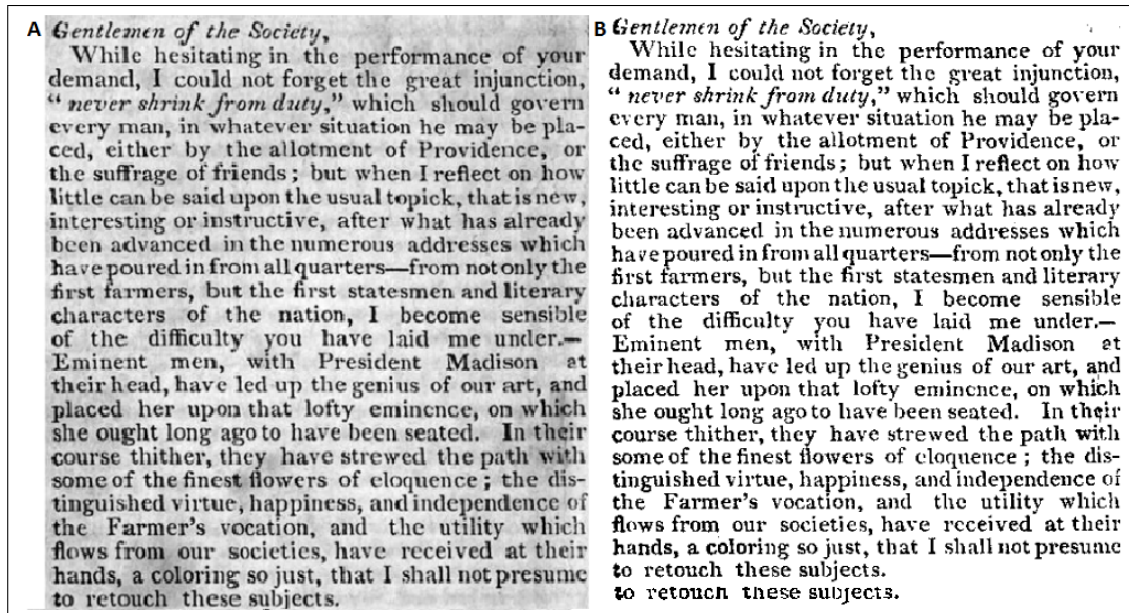 A
Gentlemen of the Society,
While hesitating in the performance of your
demand, I could not forget the great injunction,
“ never shrink from duty,” which should govern
every man, in whatever situation he may be pla-
ced, either by the allotment of Providence, or
the suffrage of friends ; but when I reflect on how
little can be said upon the usual topick, that is new,
interesting or instructive, after what has already
been advanced in the numerous addresses which
have poured in from all quarters—from not only the
first farmers, but the first statesmen and literary
characters of the nation, I become sensible
of the difficulty you have laid me under.—
Eminent men, with President Madison at
their head, have led up the genius of our art, and
placed her upon that lofty eminence, on which
she ought long ago to have been seated. In their
course thither, they have strewed the path with
some of the finest flowers of eloquence ; the dis-
tinguished virtue, happiness, and independence of
the Farmer's vocation, and the utility which
flows from our societies, have received at their
hands, a coloring so just, that I shall not presume
to retouch these subjects.
B
Gentlemen of the Society,
While hesitating in the performance of your
demand, I could not forget the great injunction,
“ never shrink from duty,” which should govern
every man, in whatever situation he may be pla-
ced, either by the allotment of Providence, or
the suffrage of friends ; but when I reflect on how
little can be said upon the usual topick, that is new,
interesting or instructive, after what has already
been advanced in the numerous addresses which
have poured in from all quarters—from not only the
first farmers, but the first statesmen and literary
characters of the nation, I become sensible
of the difficulty you have laid me under.—
Eminent men, with President Madison at
their head, have led up the genius of our art, and
placed her upon that lofty eminence, on which
she ought long ago to have been seated. In their
course thither, they have strewed the path with
some of the finest flowers of eloquence ; the dis-
tinguished virtue, happiness, and independence of
the Farmer's vocation, and the utility which
flows from our societies, have received at their
hands, a coloring so just, that I shall not presume
to retouch these subjects.
to retouch these subjects.